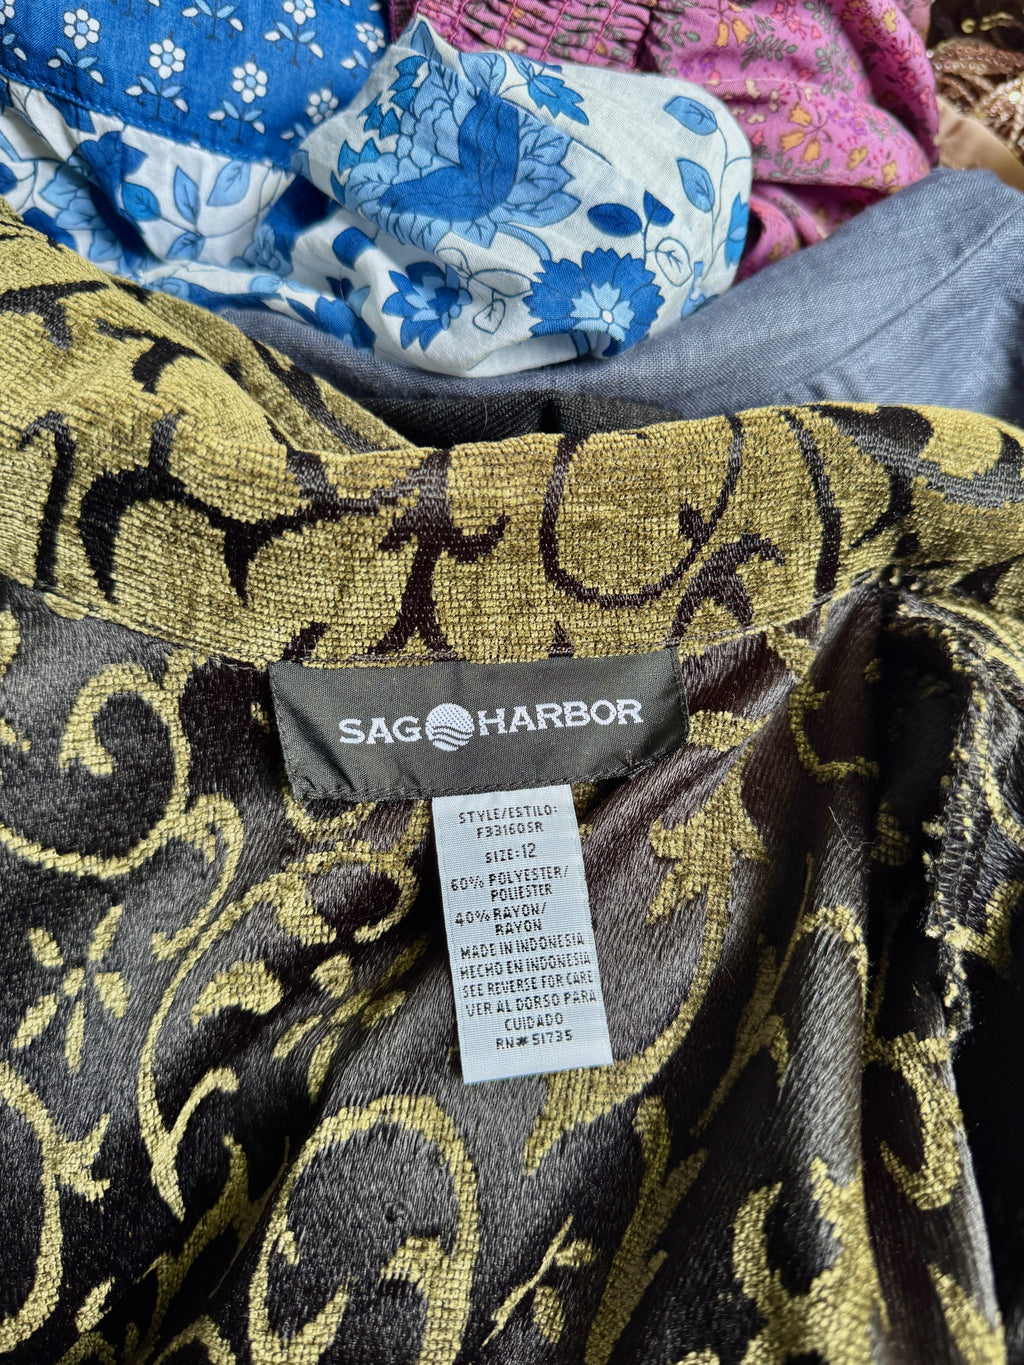 SAG HARBOR
STYLE/ESTILO:
F33160SR
SIZE:12
60% POLYESTER/
POLIESTER
40% RAYON/
RAYON
MADE IN INDONESIA
HECHO EN INDONESIA
SEE REVERSE FOR CARE
VER AL DORSO PARA
CUIDADO
RN# 51735